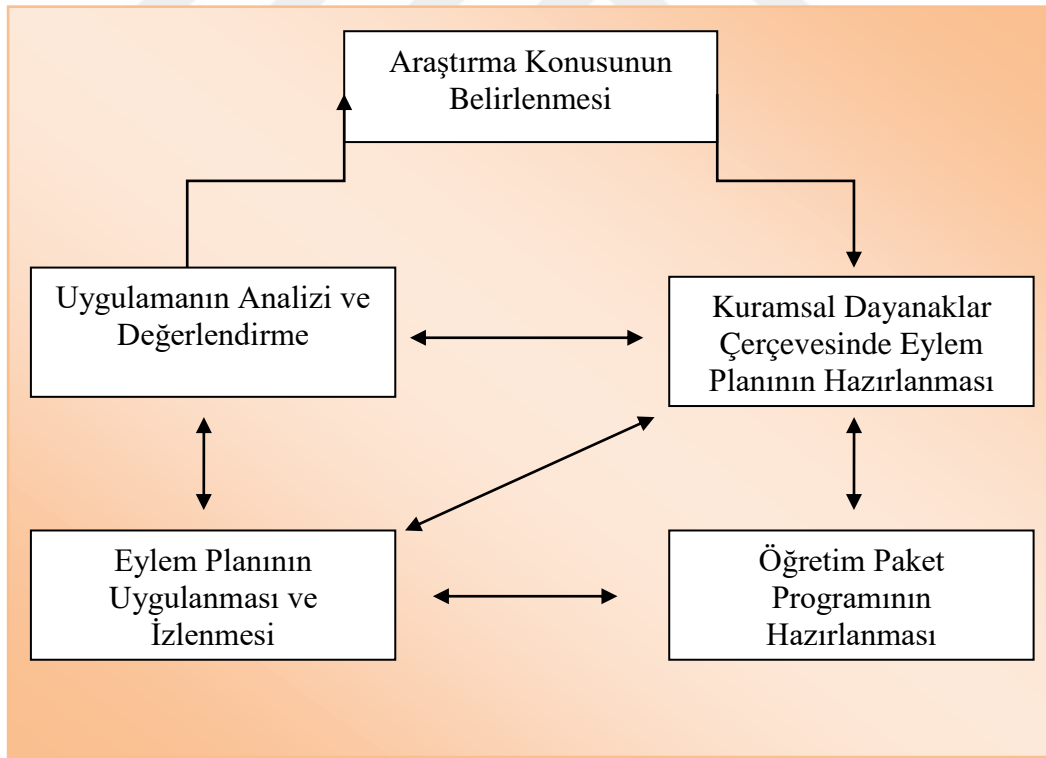 Araştırma Konusunun
Belirlenmesi
Uygulamanın Analizi ve
Değerlendirme
Kuramsal Dayanaklar
Çerçevesinde Eylem
Planının Hazırlanması
Eylem Planının
Uygulanması ve
İzlenmesi
Öğretim Paket
Programının
Hazırlanması